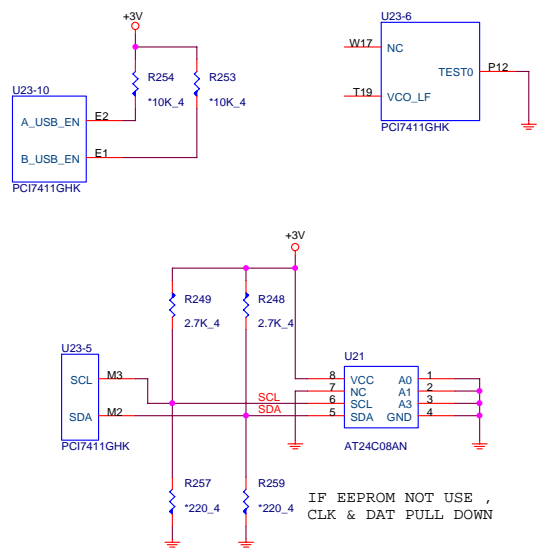 +3V
R254
R253
*10K_4
*10K_4
U23-10
A_USB_EN
E2
B_USB_EN
E1
PCI7411GHK
U23-6
W17
NC
TEST0
P12
T19
VCO_LF
PCI7411GHK
+3V
R249
2.7K_4
R248
2.7K_4
U23-5
SCL
M3
SDA
M2
PCI7411GHK
SCL
SDA
U21
8
VCC
A0
1
7
NC
A1
2
6
SCL
A3
3
5
SDA
GND
4
AT24C08AN
R257
*220_4
R259
*220_4
IF EEPROM NOT USE ,
CLK & DAT PULL DOWN